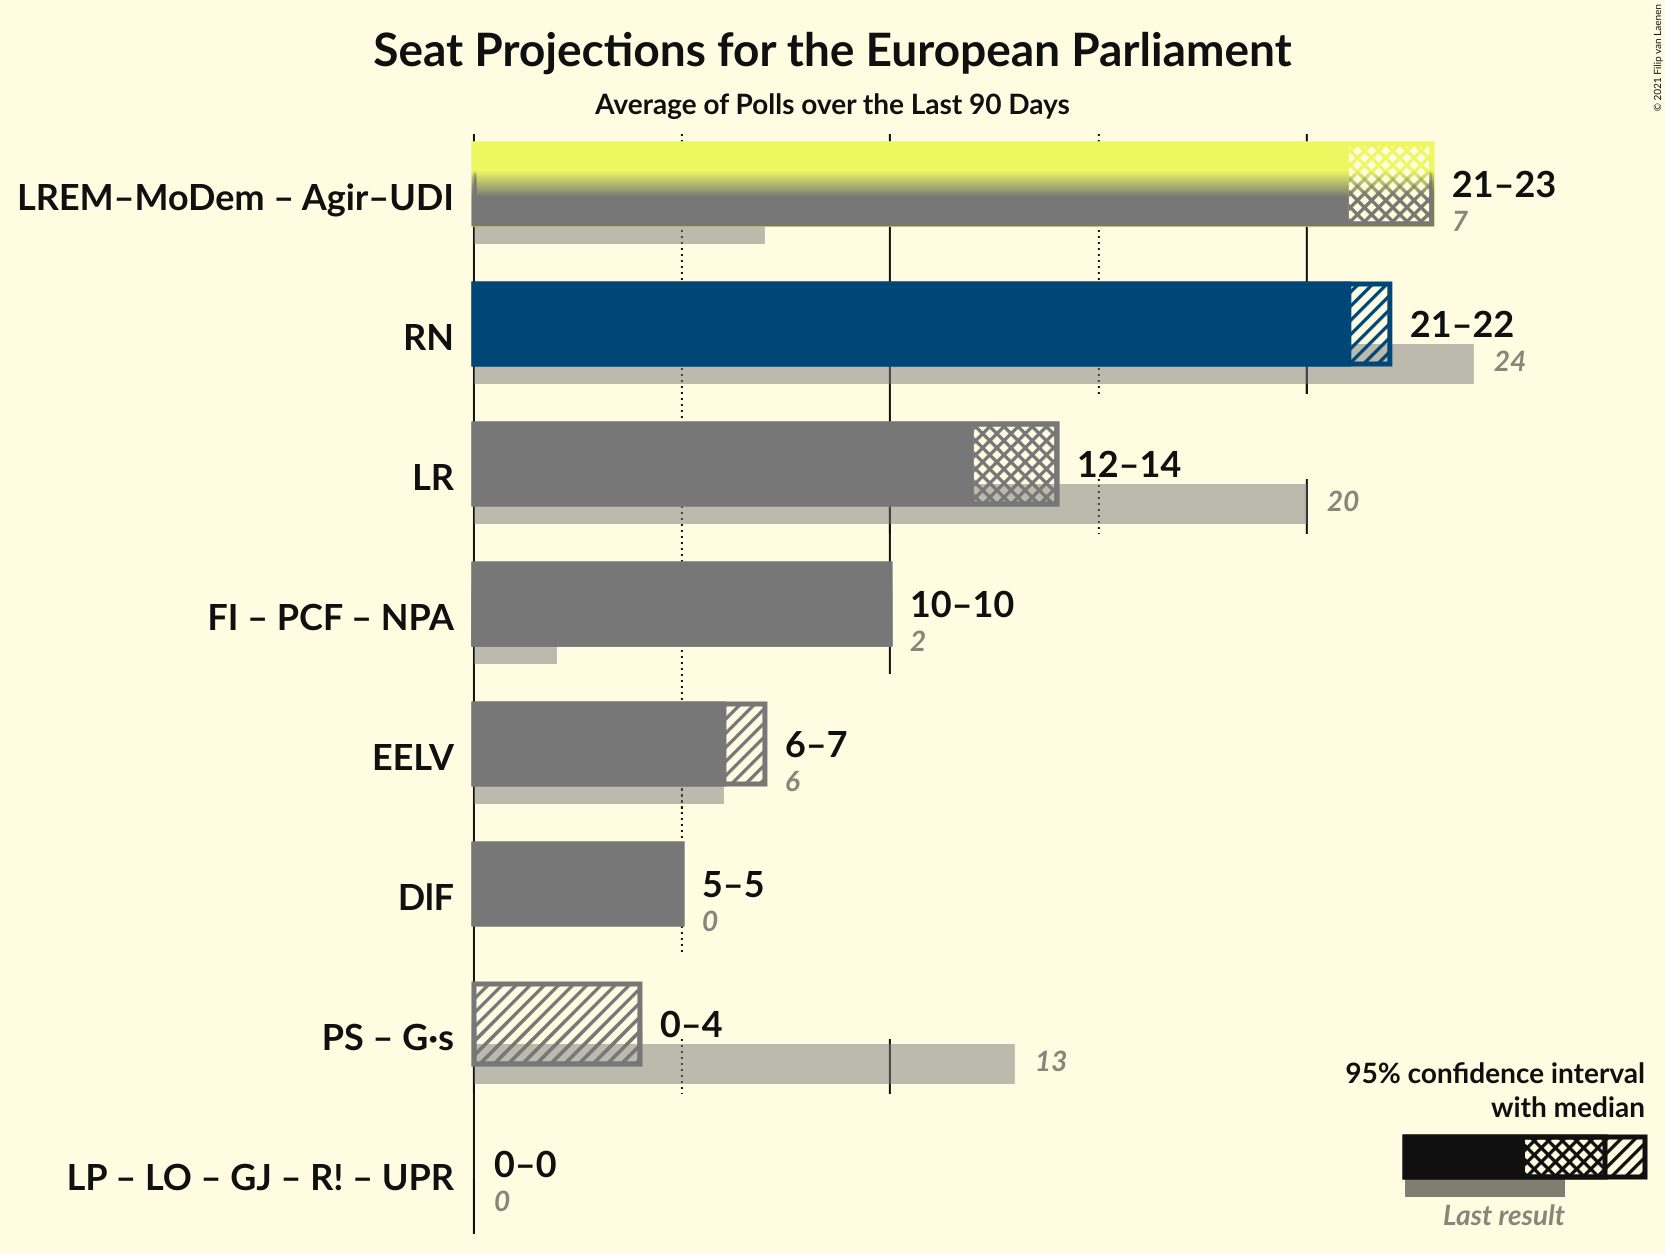 Seat Projections for the European Parliament
Average of Polls over the Last 90 Days
© 2021 Filip van Laenen
LREM–MoDem – Agir–UDI
21–23
7
RN
21–22
24
LR
12–14
20
FI – PCF – NPA
10–10
2
EELV
6–7
6
DlF
5–5
0
PS – G·s
0–4
13
LP – LO – GJ – R! – UPR
0–0
0
95% confidence interval
with median
Last result